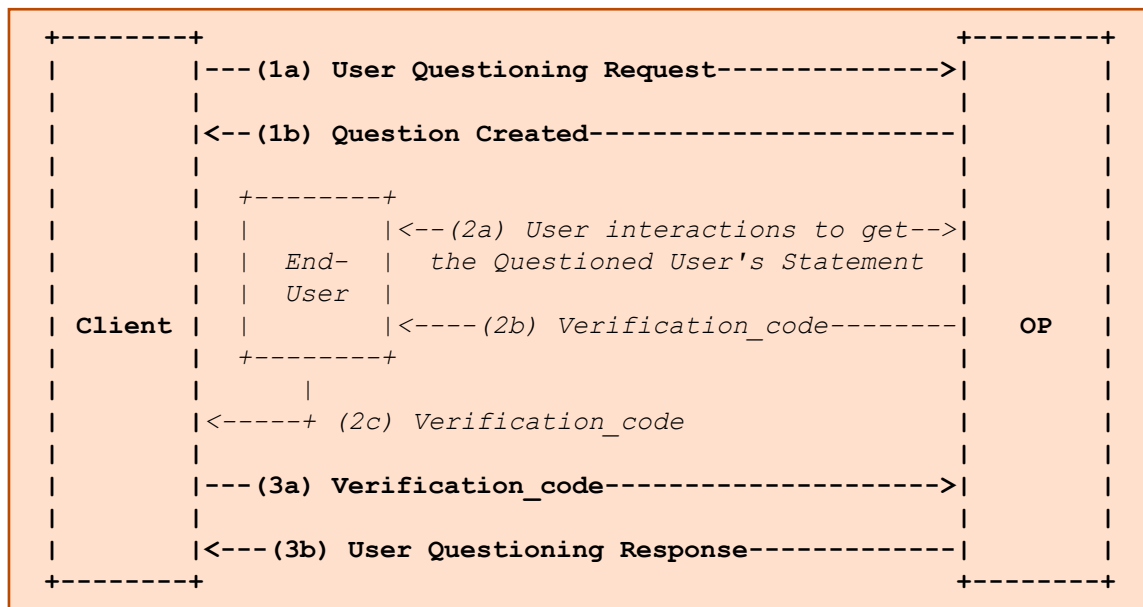 +--------+ +--------+
| |---(1a) User Questioning Request-------------->| |
| | | |
| |<--(1b) Question Created-----------------------| |
| | | |
| | +--------+ | |
| | | |<--(2a) User interactions to get-->| |
| | | End- | the Questioned User's Statement | |
| | | User | | |
| Client | | |<----(2b) Verification_code--------| OP |
| | +--------+ | |
| | | | |
| |<-----+ (2c) Verification_code | |
| | | |
| |---(3a) Verification_code--------------------->| |
| | | |
| |<---(3b) User Questioning Response-------------| |
+--------+ +--------+